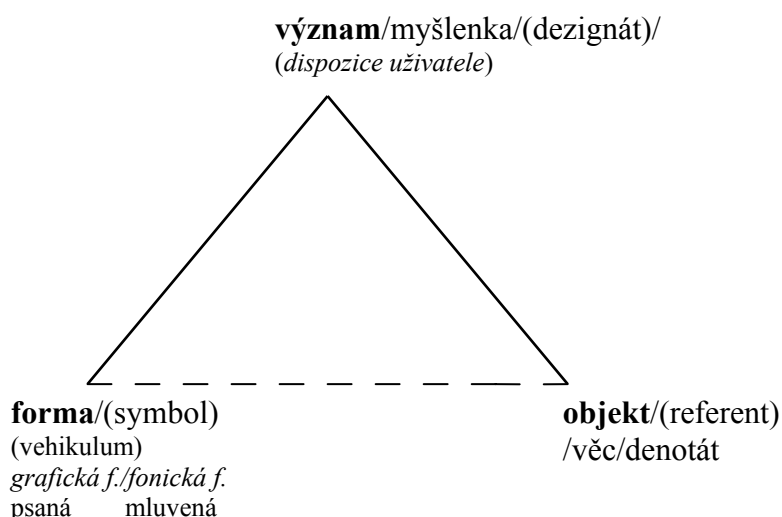 význam/myšlenka/(dezignát)/
(dispozice uživatele)
forma/(symbol)
(vehikulum)
grafická f./fonická f.
psaná mluvená
objekt/(referent)
/věc/denotát